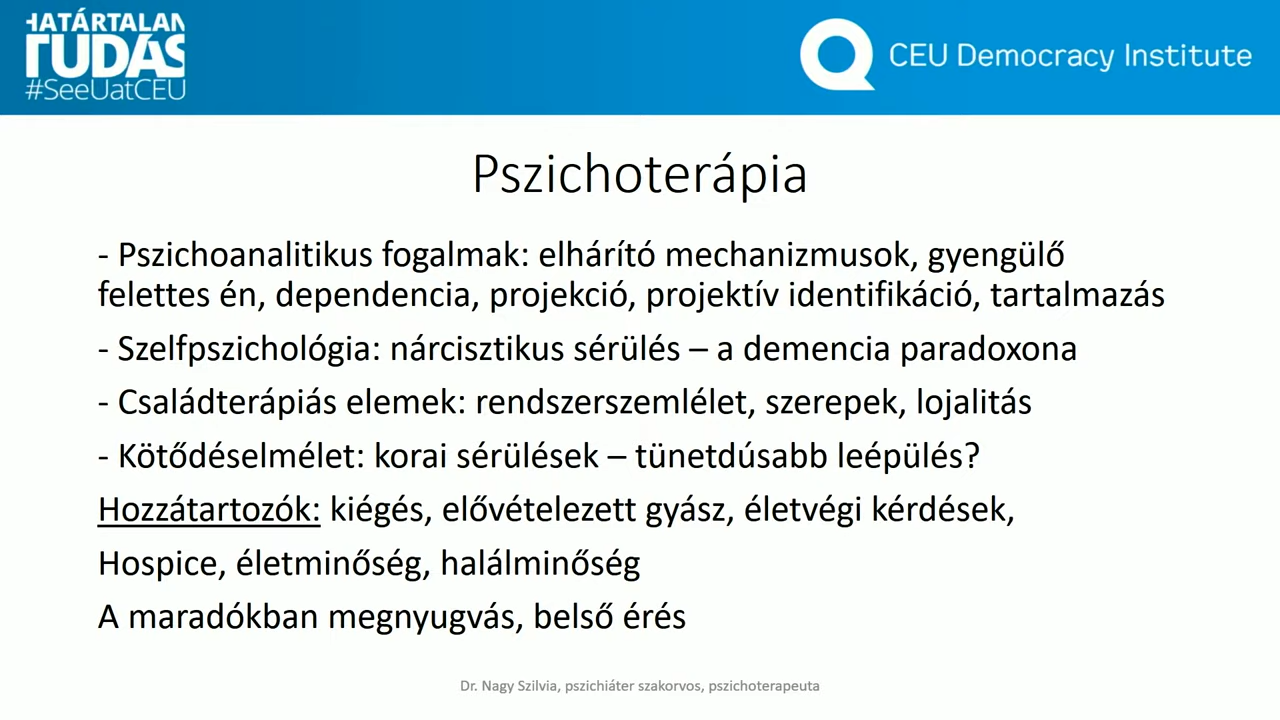 HATÁRTALAN
TUDÁS
#SeeUatCEU
CEU Democracy Institute
Pszichoterápia
- Pszichoanalitikus fogalmak: elhárító mechanizmusok, gyengülő
felettes én, dependencia, projekció, projektív identifikáció, tartalmazás
- Szelfpszichológia: nárcisztikus sérülés – a demencia paradoxona
- Családterápiás elemek: rendszerszemlélet, szerepek, lojalitás
- Kötődéselmélet: korai sérülések – tünetdúsabb leépülés?
Hozzátartozók: kiégés, elővételezett gyász, életvégi kérdések,
Hospice, életminőség, halálminőség
A maradókban megnyugvás, belső érés
Dr. Nagy Szilvia, pszichiáter szakorvos, pszichoterapeuta